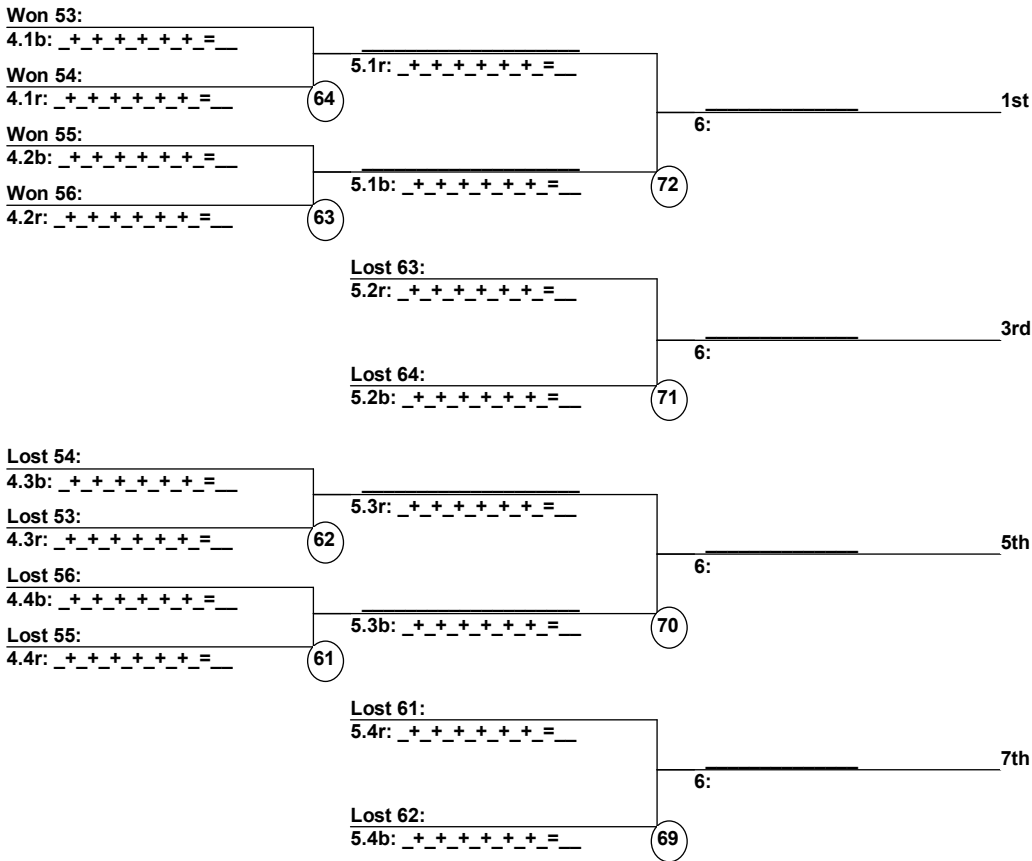 Won 53:
4.1b: _+_+_+_+_+_=__
5.1r: _+_+_+_+_+_=__
Won 54:
4.1r: _+_+_+_+_+_=__
64
1st
6:
Won 55:
4.2b: _+_+_+_+_+_=__
5.1b: _+_+_+_+_+_=__
72
Won 56:
4.2r: _+_+_+_+_+_=__
63
Lost 63:
5.2r: _+_+_+_+_+_=__
3rd
6:
Lost 64:
5.2b: _+_+_+_+_+_=__
71
Lost 54:
4.3b: _+_+_+_+_+_=__
5.3r: _+_+_+_+_+_=__
Lost 53:
4.3r: _+_+_+_+_+_=__
62
5th
6:
Lost 56:
4.4b: _+_+_+_+_+_=__
5.3b: _+_+_+_+_+_=__
70
Lost 55:
4.4r: _+_+_+_+_+_=__
61
Lost 61:
5.4r: _+_+_+_+_+_=__
7th
6:
Lost 62:
5.4b: _+_+_+_+_+_=__
69